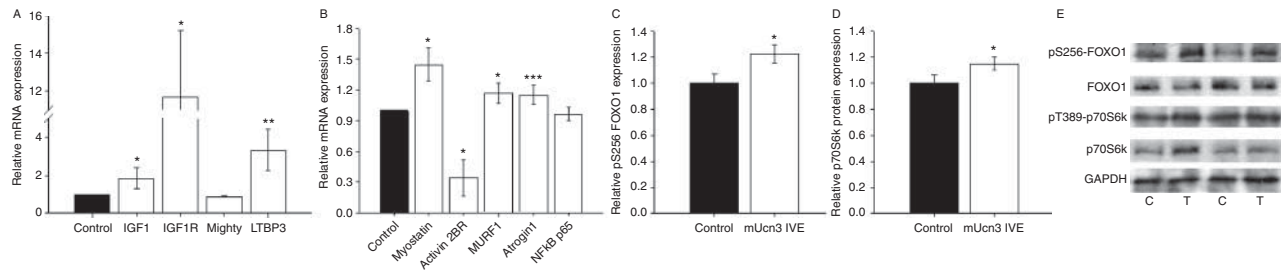 A
Relative mRNA expression
16
12
4
2
0
*
*
**
Control IGF1 IGF1R Mighty LTBP3
B
Relative mRNA expression
1.8
1.5
1.2
0.9
0.6
0.3
0.0
*
*
*
***
Control
Myostatin
Activin 2BR
MURF1
Atrogin1
NFkB p65
C
Relative pS256 FOXO1 expression
1.4
1.2
1.0
0.8
0.6
0.4
0.2
0.0
*
Control mUcn3 IVE
D
Relative p70S6k protein expression
1.4
1.2
1.0
0.8
0.6
0.4
0.2
0.0
*
Control mUcn3 IVE
E
pS256-FOXO1
FOXO1
pT389-p70S6k
p70S6k
GAPDH
C T C T